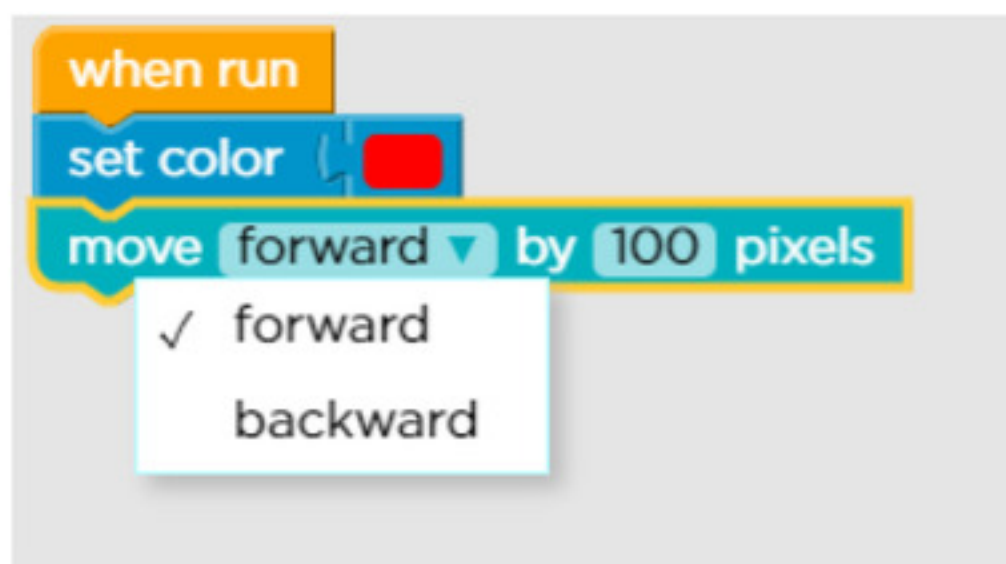 when run
set color
move forward ▼ by 100 pixels
✓ forward
backward